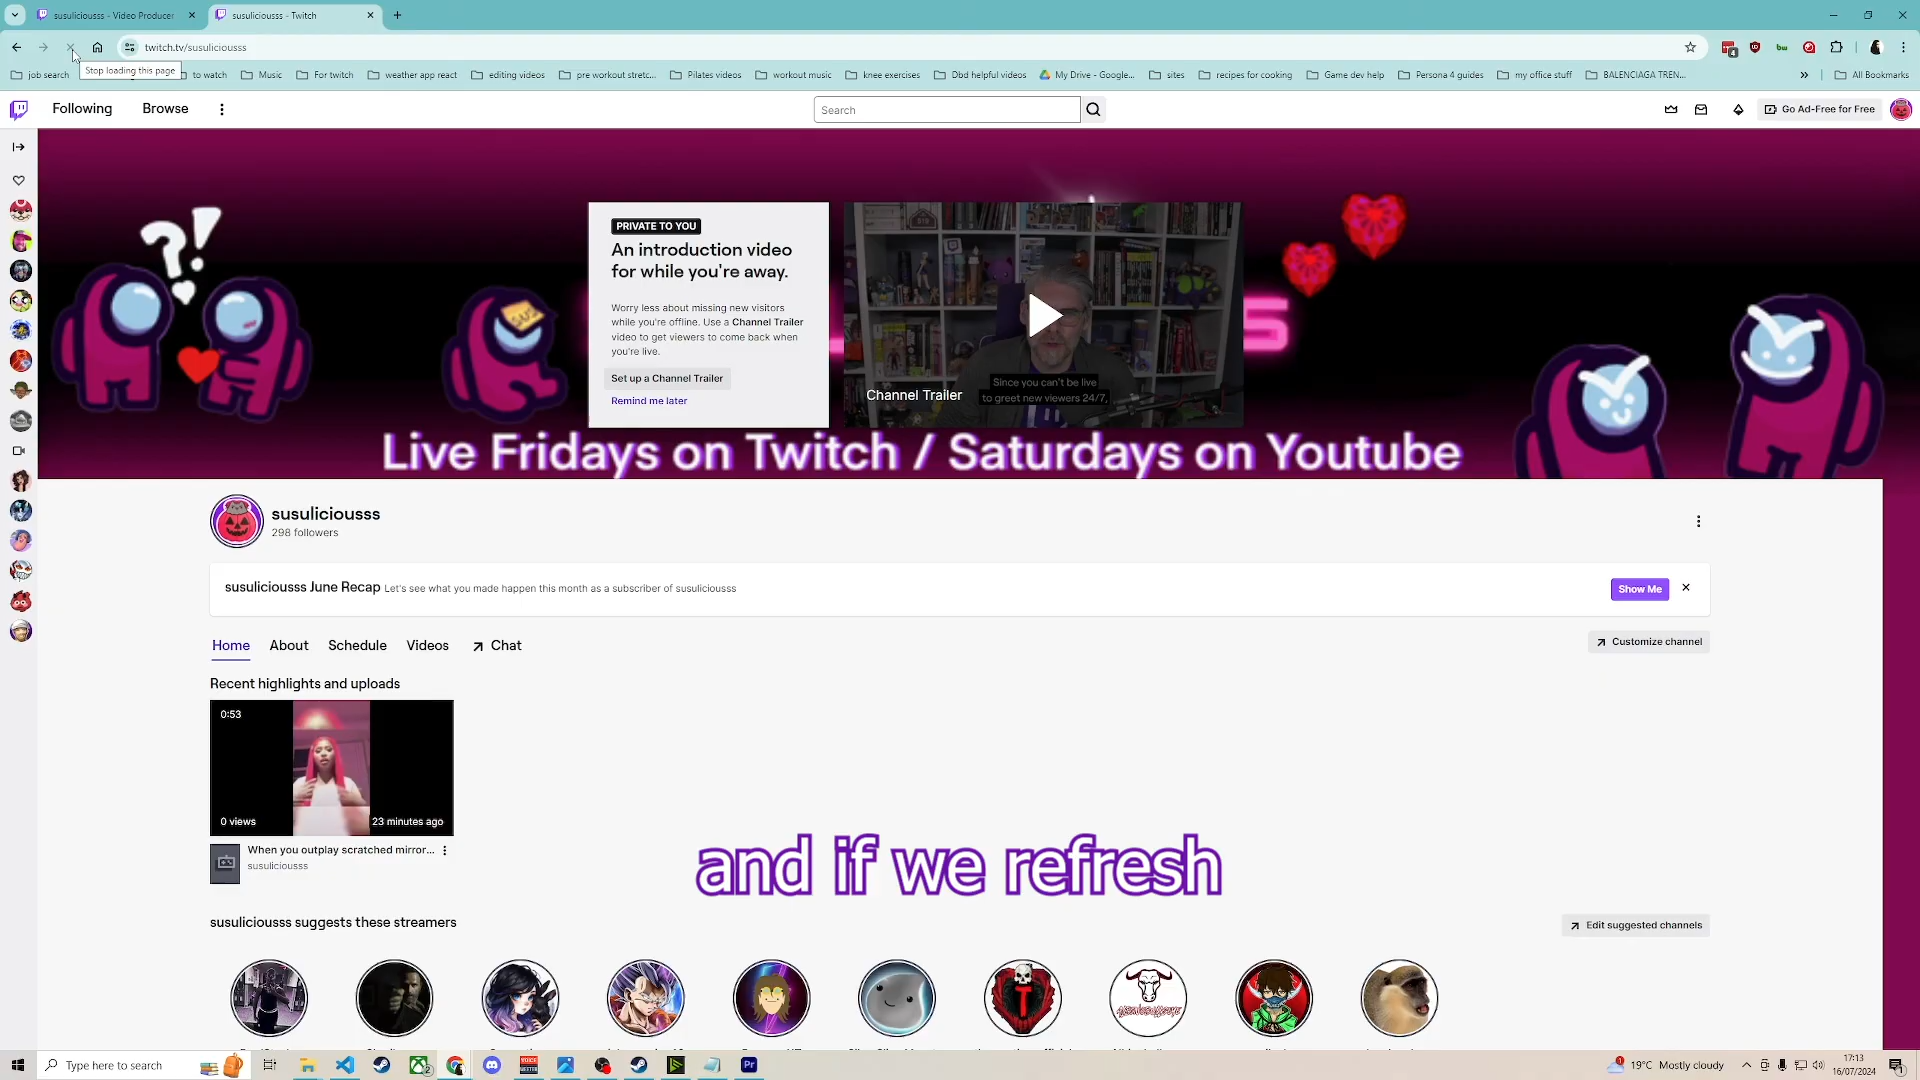 susuliciousss - Video Producer
susuliciousss - Twitch
twitch.tv/susuliciousss
Stop loading this page
job search
to watch
Music
For twitch
weather app react
editing videos
pre workout stretc...
Pilates videos
workout music
knee exercises
Dbd helpful videos
My Drive - Google...
sites
recipes for cooking
Game dev help
Persona 4 guides
my office stuff
BALENCIAGA TREN...
All Bookmarks
Following
Browse
Search
Go Ad-Free for Free
PRIVATE TO YOU
An introduction video
for while you're away.
Worry less about missing new visitors
while you're offline. Use a Channel Trailer
video to get viewers to come back when
you're live.
Set up a Channel Trailer
Remind me later
Channel Trailer
Since you can't be live
to greet new viewers 24/7,
SUS
Live Fridays on Twitch / Saturdays on Youtube
susuliciousss
298 followers
susuliciousss June Recap Let's see what you made happen this month as a subscriber of susuliciousss
Show Me
Home
About
Schedule
Videos
Chat
Customize channel
Recent highlights and uploads
0:53
0 views
23 minutes ago
When you outplay scratched mirror...
susuliciousss
and if we refresh
susuliciousss suggests these streamers
Edit suggested channels
Type here to search
19°C Mostly cloudy
17:13
16/07/2024